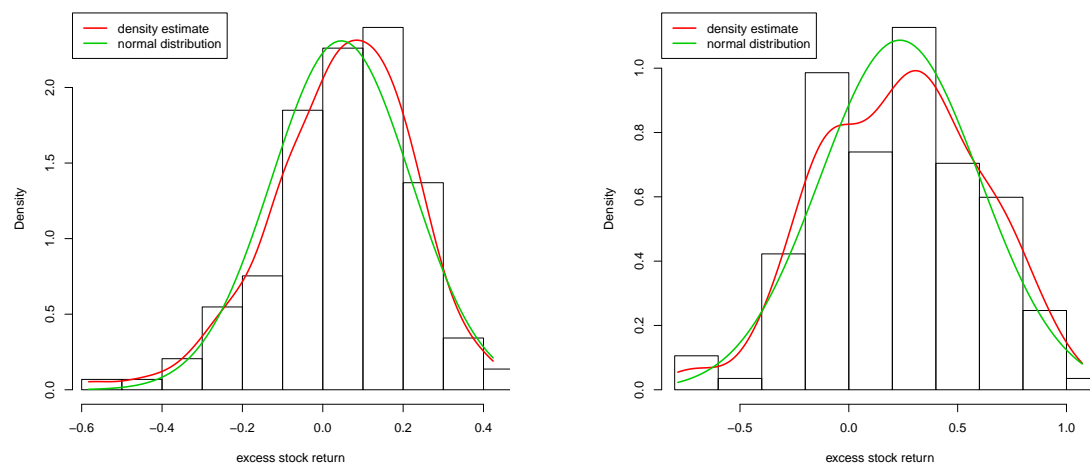 density estimate
normal distribution
Density
0.0
0.5
1.0
1.5
2.0
−0.6
−0.4
−0.2
0.0
0.2
0.4
excess stock return
density estimate
normal distribution
Density
0.0
0.2
0.4
0.6
0.8
1.0
−0.5
0.0
0.5
1.0
excess stock return